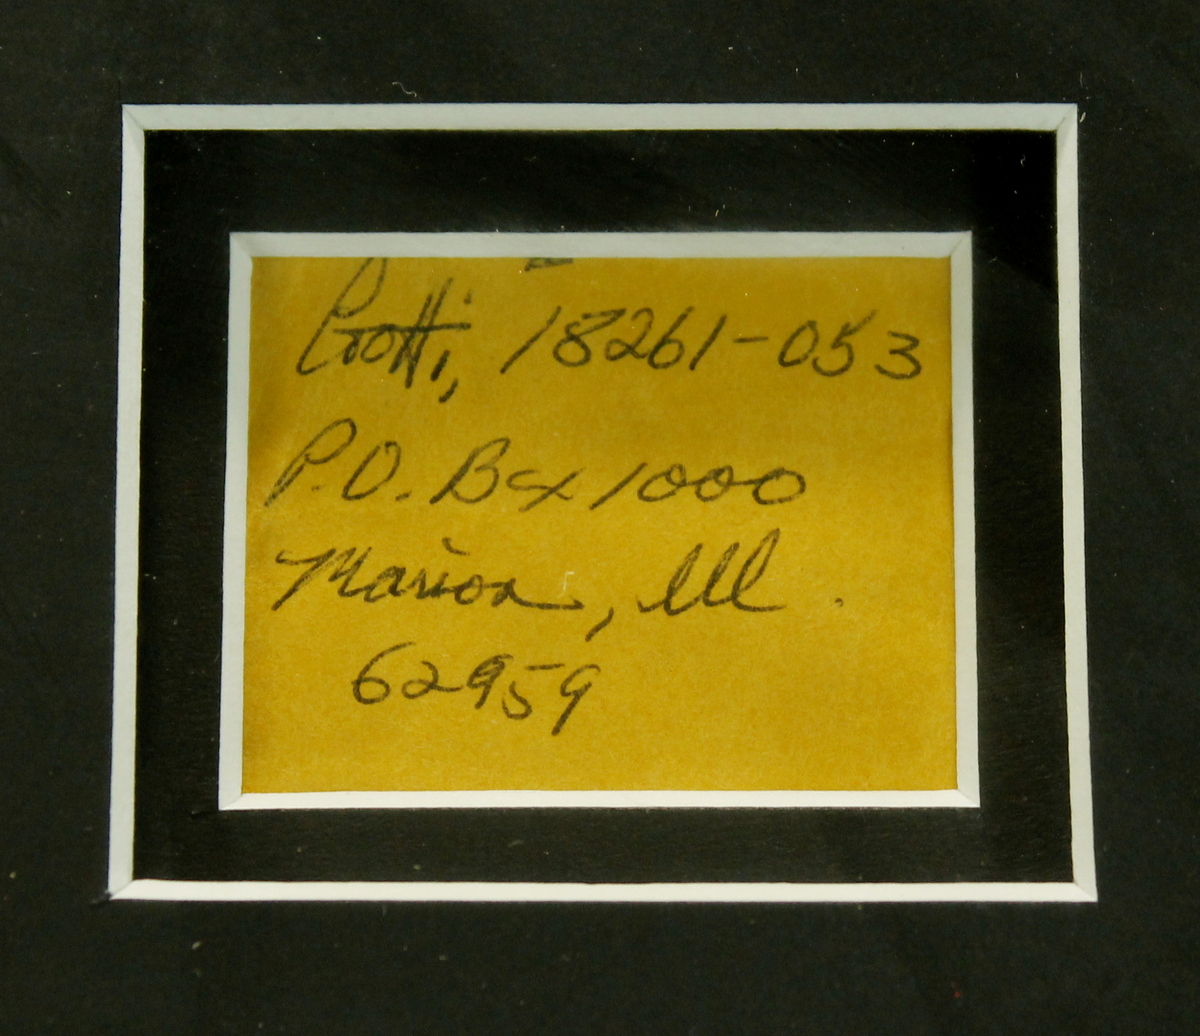 Gotti, 18261-053
P.O. Box 1000
Marion, Ill.
62959